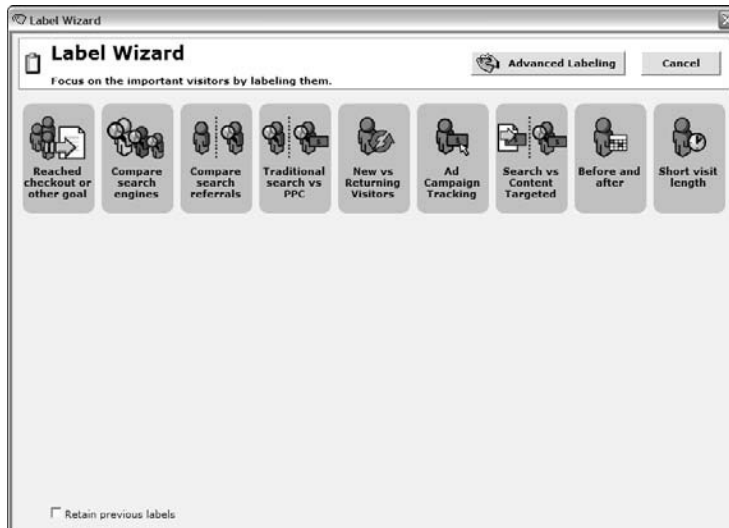 Label Wizard
Label Wizard
Focus on the important visitors by labeling them.
Advanced Labeling
Cancel
Reached
checkout or
other goal
Compare
search
engines
Compare
search
referrals
Traditional
search vs
PPC
New vs
Returning
Visitors
Ad
Campaign
Tracking
Search vs
Content
Targeted
Before and
after
Short visit
length
Retain previous labels